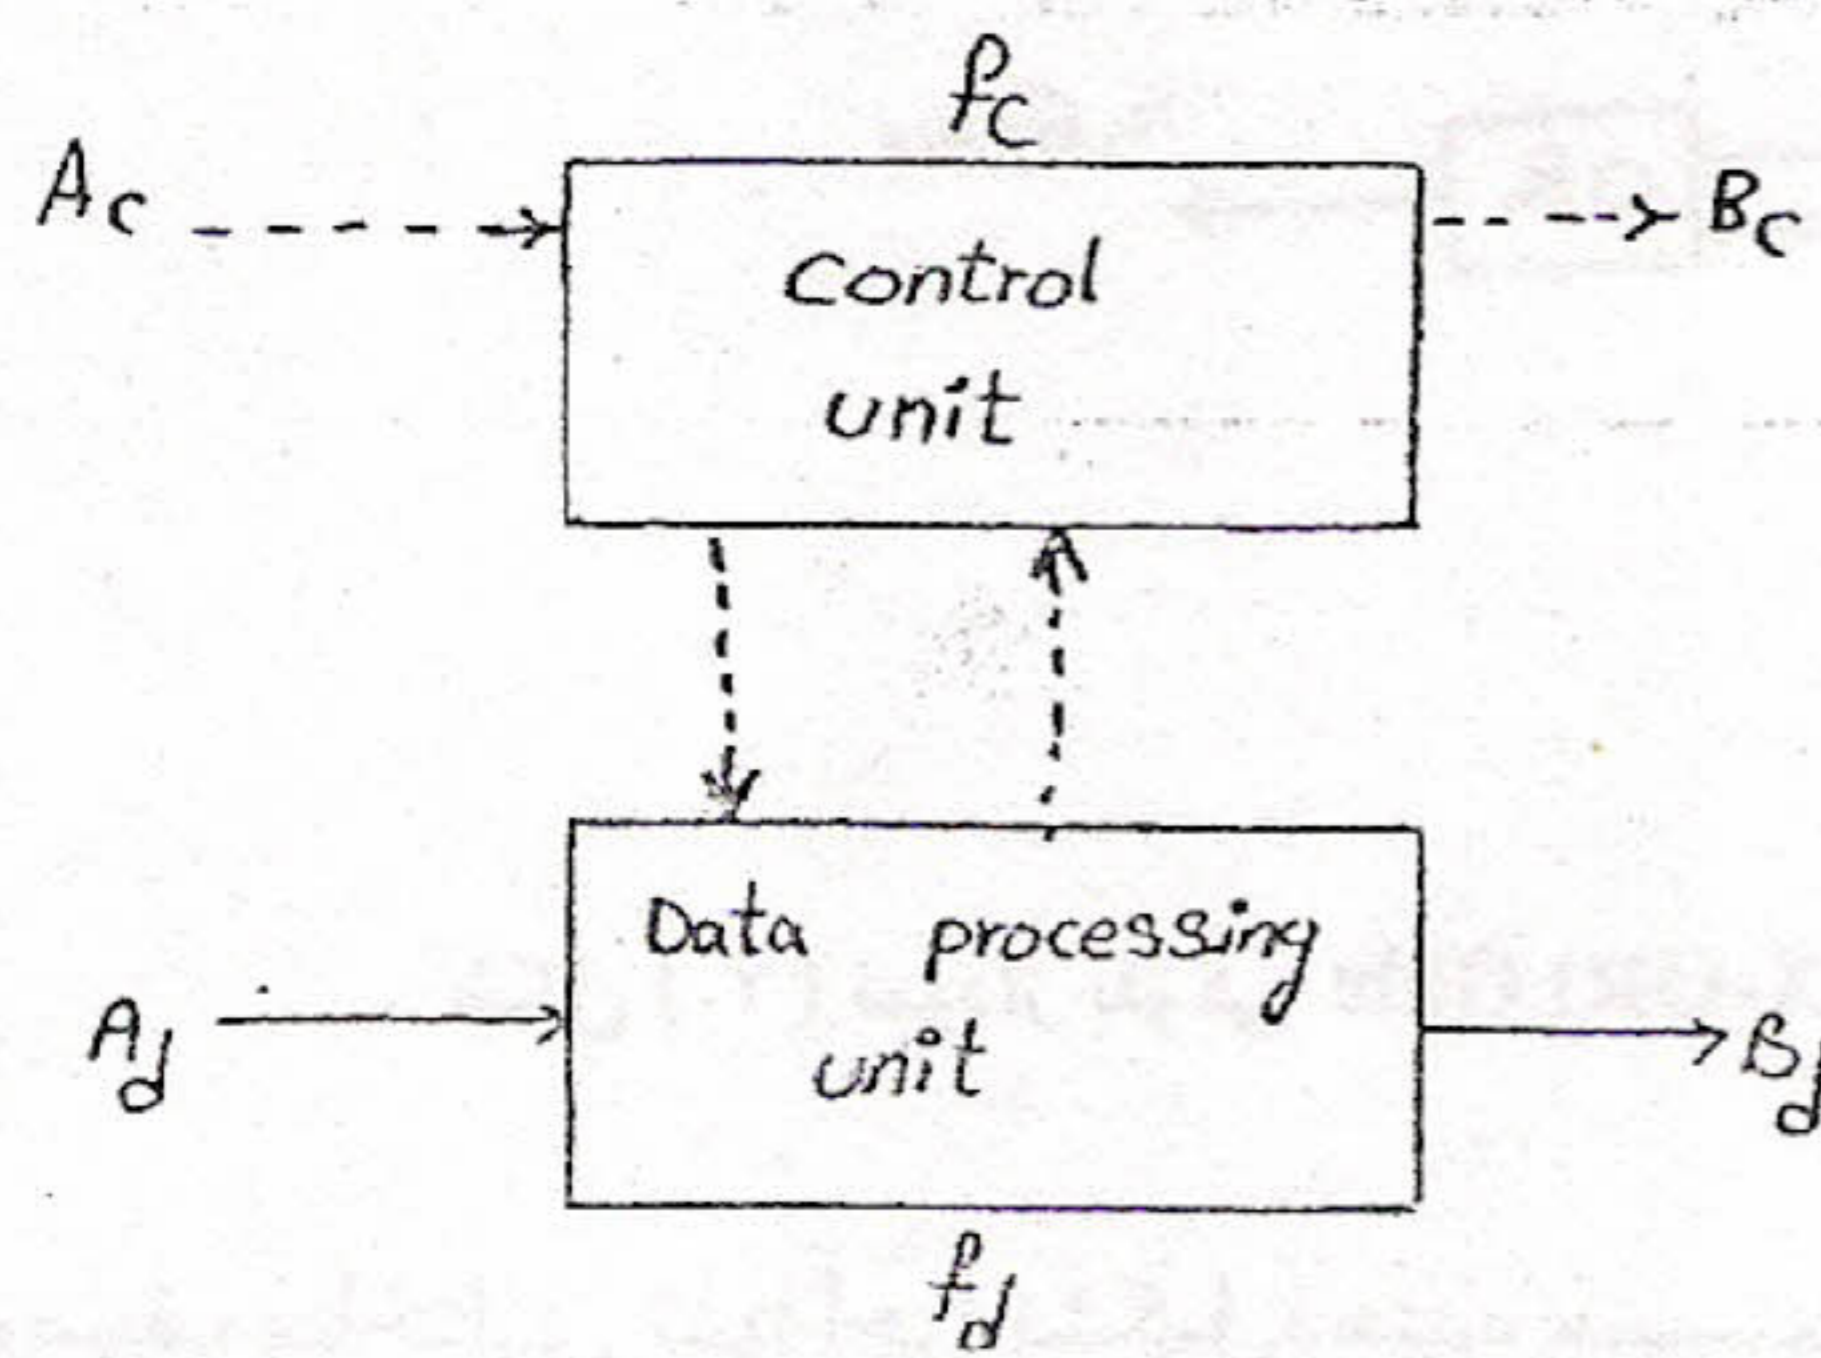 fc
Ac
Bc
Control
unit
Data processing
unit
Ad
Bd
fd